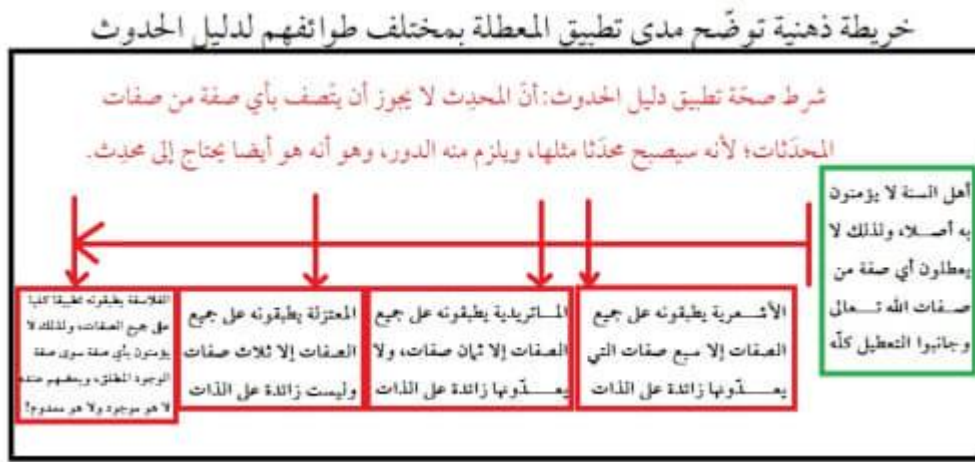 خريطة ذهنية توضّح مدى تطبيق المعطلة بمختلف طوائفهم لدليل الحدوث
شرط صحّة تطبيق دليل الحدوث: أنّ المحدِث لا يجوز أن يتّصف بأي صفة من صفات
المحدَثات؛ لأنه سيصبح محدَثا مثلها، ويلزم منه الدور، وهو أنه هو أيضا يحتاج إلى محدِث.
أهل السنة لا يؤمنون
به أصلا، ولذلك لا
يعطلون أي صفة من
صفات الله تعالى
وجانبوا التعطيل كلّه
الأشعرية يطبقونه على جميع
الصفات إلا سبع صفات التي
يعدّونها زائدة على الذات
الماتريدية يطبقونه على جميع
الصفات إلا ثمان صفات، ولا
يعدّونها زائدة على الذات
المعتزلة يطبقونه على جميع
الصفات إلا ثلاث صفات
وليست زائدة على الذات
الفلاسفة يطبقونه تطبيقا كليا
على جميع الصفات، ولذلك لا
يؤمنون بأي صفة سوى صفة
الوجود المطلق، وبعضهم عنده
لا هو موجود ولا هو معدوم!